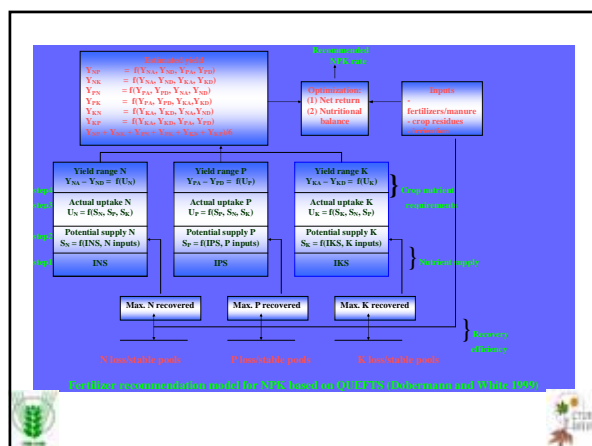 Recommended
NPK rate
Estimated yield
Y_NP = f(Y_NA, Y_ND, Y_PA, Y_PD)
Y_NK = f(Y_NA, Y_ND, Y_KA, Y_KD)
Y_PN = f(Y_PA, Y_PD, Y_NA, Y_ND)
Y_PK = f(Y_PA, Y_PD, Y_KA, Y_KD)
Y_KN = f(Y_KA, Y_KD, Y_NA, Y_ND)
Y_KP = f(Y_KA, Y_KD, Y_PA, Y_PD)
Optimization:
(1) Net return
(2) Nutritional
balance
inputs
-
fertilizers/manure
- crop residues
Yield range N
Y_NA – Y_ND = f(U_N)
Yield range P
Y_PA – Y_PD = f(U_P)
Yield range K
Y_KA – Y_KD = f(U_K)
step4
step3
Actual uptake N
U_N = f(S_N, S_P, S_K)
Actual uptake P
U_P = f(S_P, S_N, S_K)
Actual uptake K
U_K = f(S_K, S_N, S_P)
Crop nutrient
requirements
step2
Potential supply N
S_N = f(INS, N inputs)
Potential supply P
S_P = f(IPS, P inputs)
Potential supply K
S_K = f(IKS, K inputs)
step1
INS
IPS
IKS
Nutrient supply
Max. N recovered
Max. P recovered
Max. K recovered
Recovery
efficiency
N loss/stable pools
P loss/stable pools
K loss/stable pools
Fertilizer recommendation model for NPK based on QUEFTS (Dobermann and White 1999)